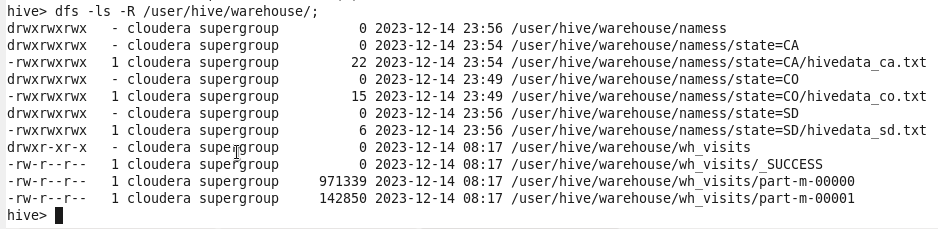 hive> dfs -ls -R /user/hive/warehouse/;
drwxrwxrwx   - cloudera supergroup          0 2023-12-14 23:56 /user/hive/warehouse/namess
drwxrwxrwx   - cloudera supergroup          0 2023-12-14 23:54 /user/hive/warehouse/namess/state=CA
-rwxrwxrwx   1 cloudera supergroup         22 2023-12-14 23:54 /user/hive/warehouse/namess/state=CA/hivedata_ca.txt
drwxrwxrwx   - cloudera supergroup          0 2023-12-14 23:49 /user/hive/warehouse/namess/state=CO
-rwxrwxrwx   1 cloudera supergroup         15 2023-12-14 23:49 /user/hive/warehouse/namess/state=CO/hivedata_co.txt
drwxrwxrwx   - cloudera supergroup          0 2023-12-14 23:56 /user/hive/warehouse/namess/state=SD
-rwxrwxrwx   1 cloudera supergroup          6 2023-12-14 23:56 /user/hive/warehouse/namess/state=SD/hivedata_sd.txt
drwxr-xr-x   - cloudera supergroup          0 2023-12-14 08:17 /user/hive/warehouse/wh_visits
-rw-r--r--   1 cloudera supergroup          0 2023-12-14 08:17 /user/hive/warehouse/wh_visits/_SUCCESS
-rw-r--r--   1 cloudera supergroup     971339 2023-12-14 08:17 /user/hive/warehouse/wh_visits/part-m-00000
-rw-r--r--   1 cloudera supergroup     142850 2023-12-14 08:17 /user/hive/warehouse/wh_visits/part-m-00001
hive>